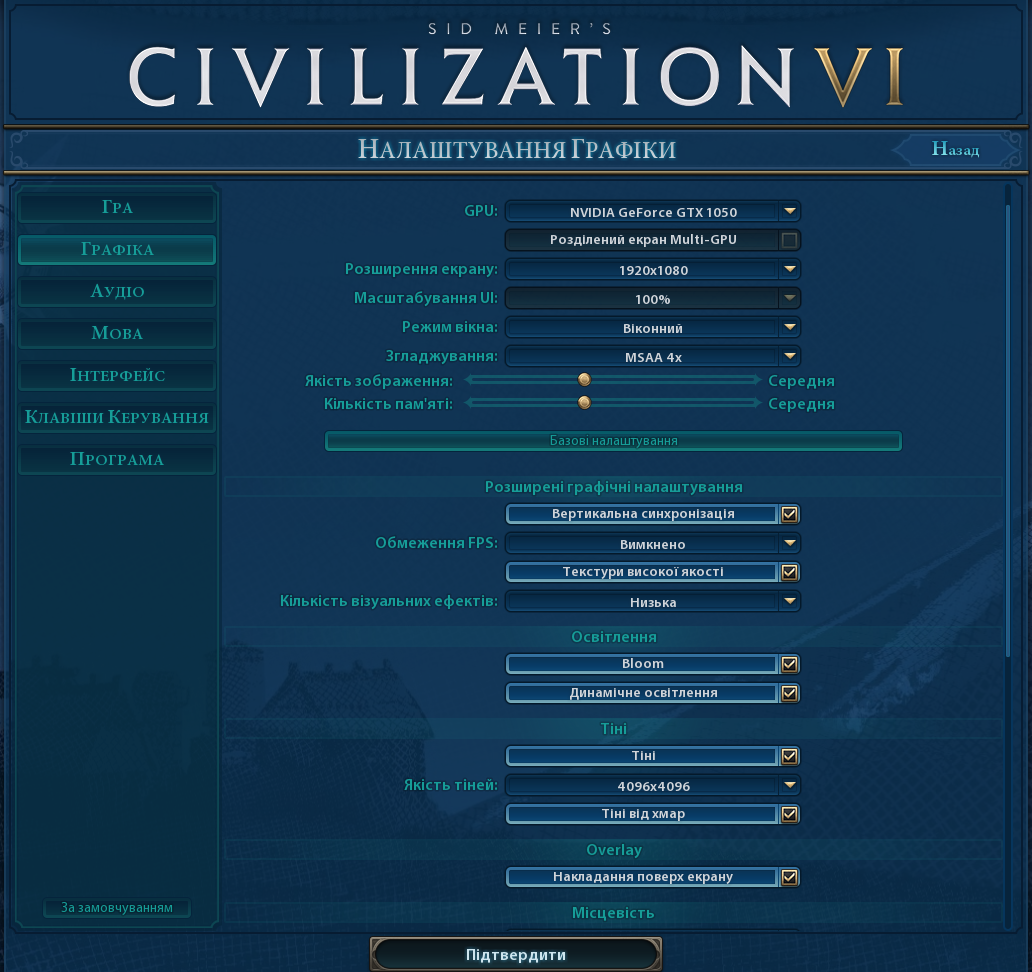 SID MEIER'S
CIVILIZATION VI
Налаштування Графіки
Назад
Гра
Графіка
Аудіо
Мова
Інтерфейс
Клавіши Керування
Програма
За замовчуванням
GPU: NVIDIA GeForce GTX 1050
Розділений екран Multi-GPU
Розширення екрану: 1920x1080
Масштабування UI: 100%
Режим вікна: Віконний
Згладжування: MSAA 4x
Якість зображення: Середня
Кількість пам'яті: Середня
Базові налаштування
Розширені графічні налаштування
Вертикальна синхронізація
Обмеження FPS: Вимкнено
Текстури високої якості
Кількість візуальних ефектів: Низька
Освітлення
Bloom
Динамічне освітлення
Тіні
Тіні
Якість тіней: 4096x4096
Тіні від хмар
Overlay
Накладання поверх екрану
Місцевість
Підтвердити